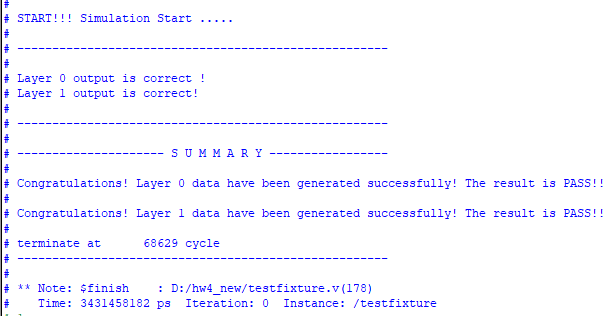 #
# START!!! Simulation Start .....
#
# -----------------------------------------------------
#
# Layer 0 output is correct !
# Layer 1 output is correct!
#
# -----------------------------------------------------
#
# --------------------- S U M M A R Y -----------------
#
# Congratulations! Layer 0 data have been generated successfully! The result is PASS!!
#
# Congratulations! Layer 1 data have been generated successfully! The result is PASS!!
#
# terminate at      68629 cycle
# -----------------------------------------------------
#
# ** Note: $finish    : D:/hw4_new/testfixture.v(178)
#    Time: 3431458182 ps  Iteration: 0  Instance: /testfixture